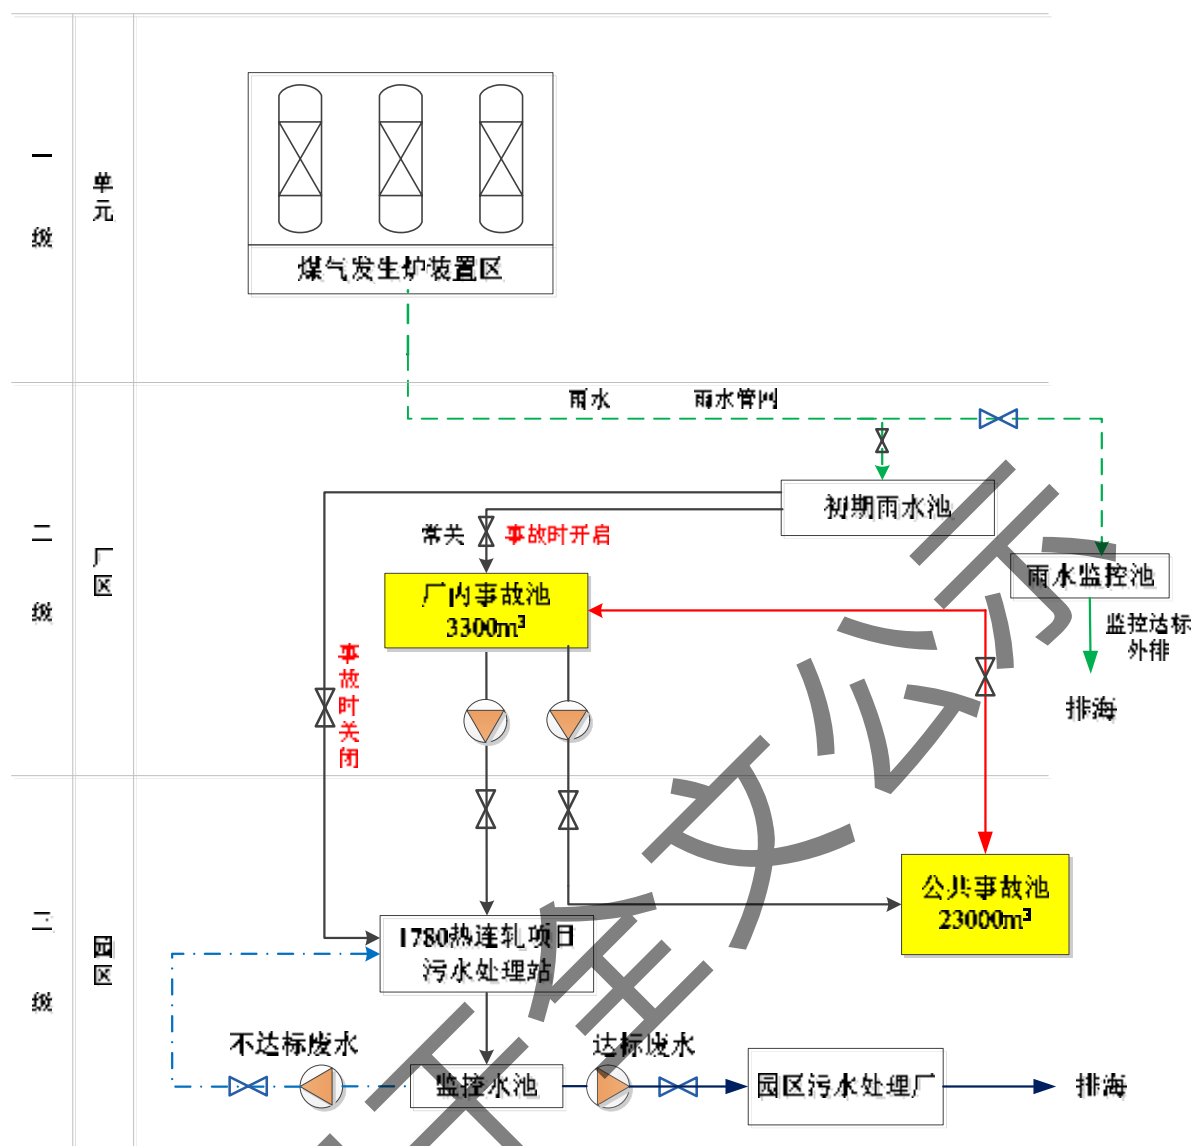 一级
单元
煤气发生炉装置区
二级
厂区
雨水
雨水管网
初期雨水池
常关
事故时开启
厂内事故池
3300m³
雨水监控池
监控达标
外排
排海
事故时关闭
三级
园区
公共事故池
23000m³
1780热连轧项目
污水处理站
不达标废水
达标废水
监控水池
园区污水处理厂
排海
全文公示